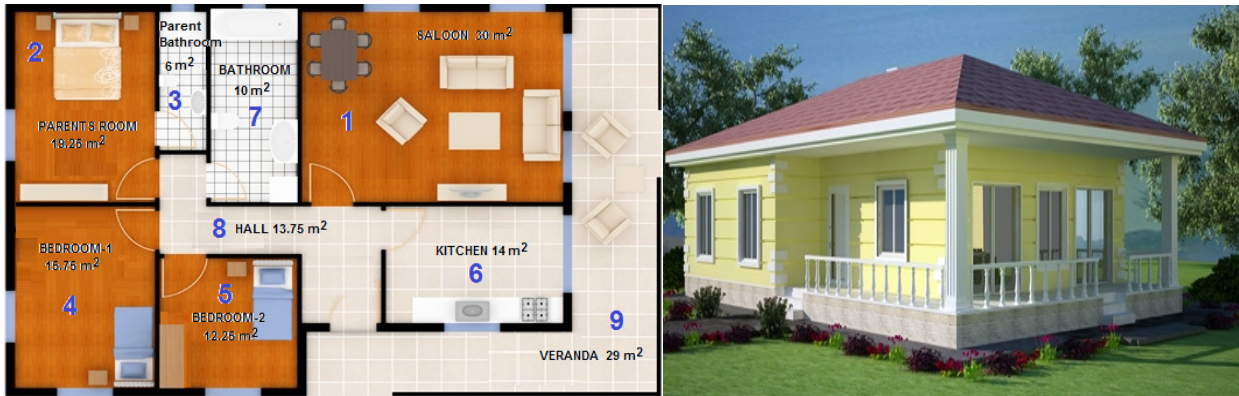 2
PARENTS ROOM
19.25 m2
Parent
Bathroom
6 m2
3
BATHROOM
10 m2
7
SALOON 30 m2
1
8 HALL 13.75 m2
BEDROOM-1
15.75 m2
4
5
BEDROOM-2
12.25 m2
KITCHEN 14 m2
6
9
VERANDA 29 m2